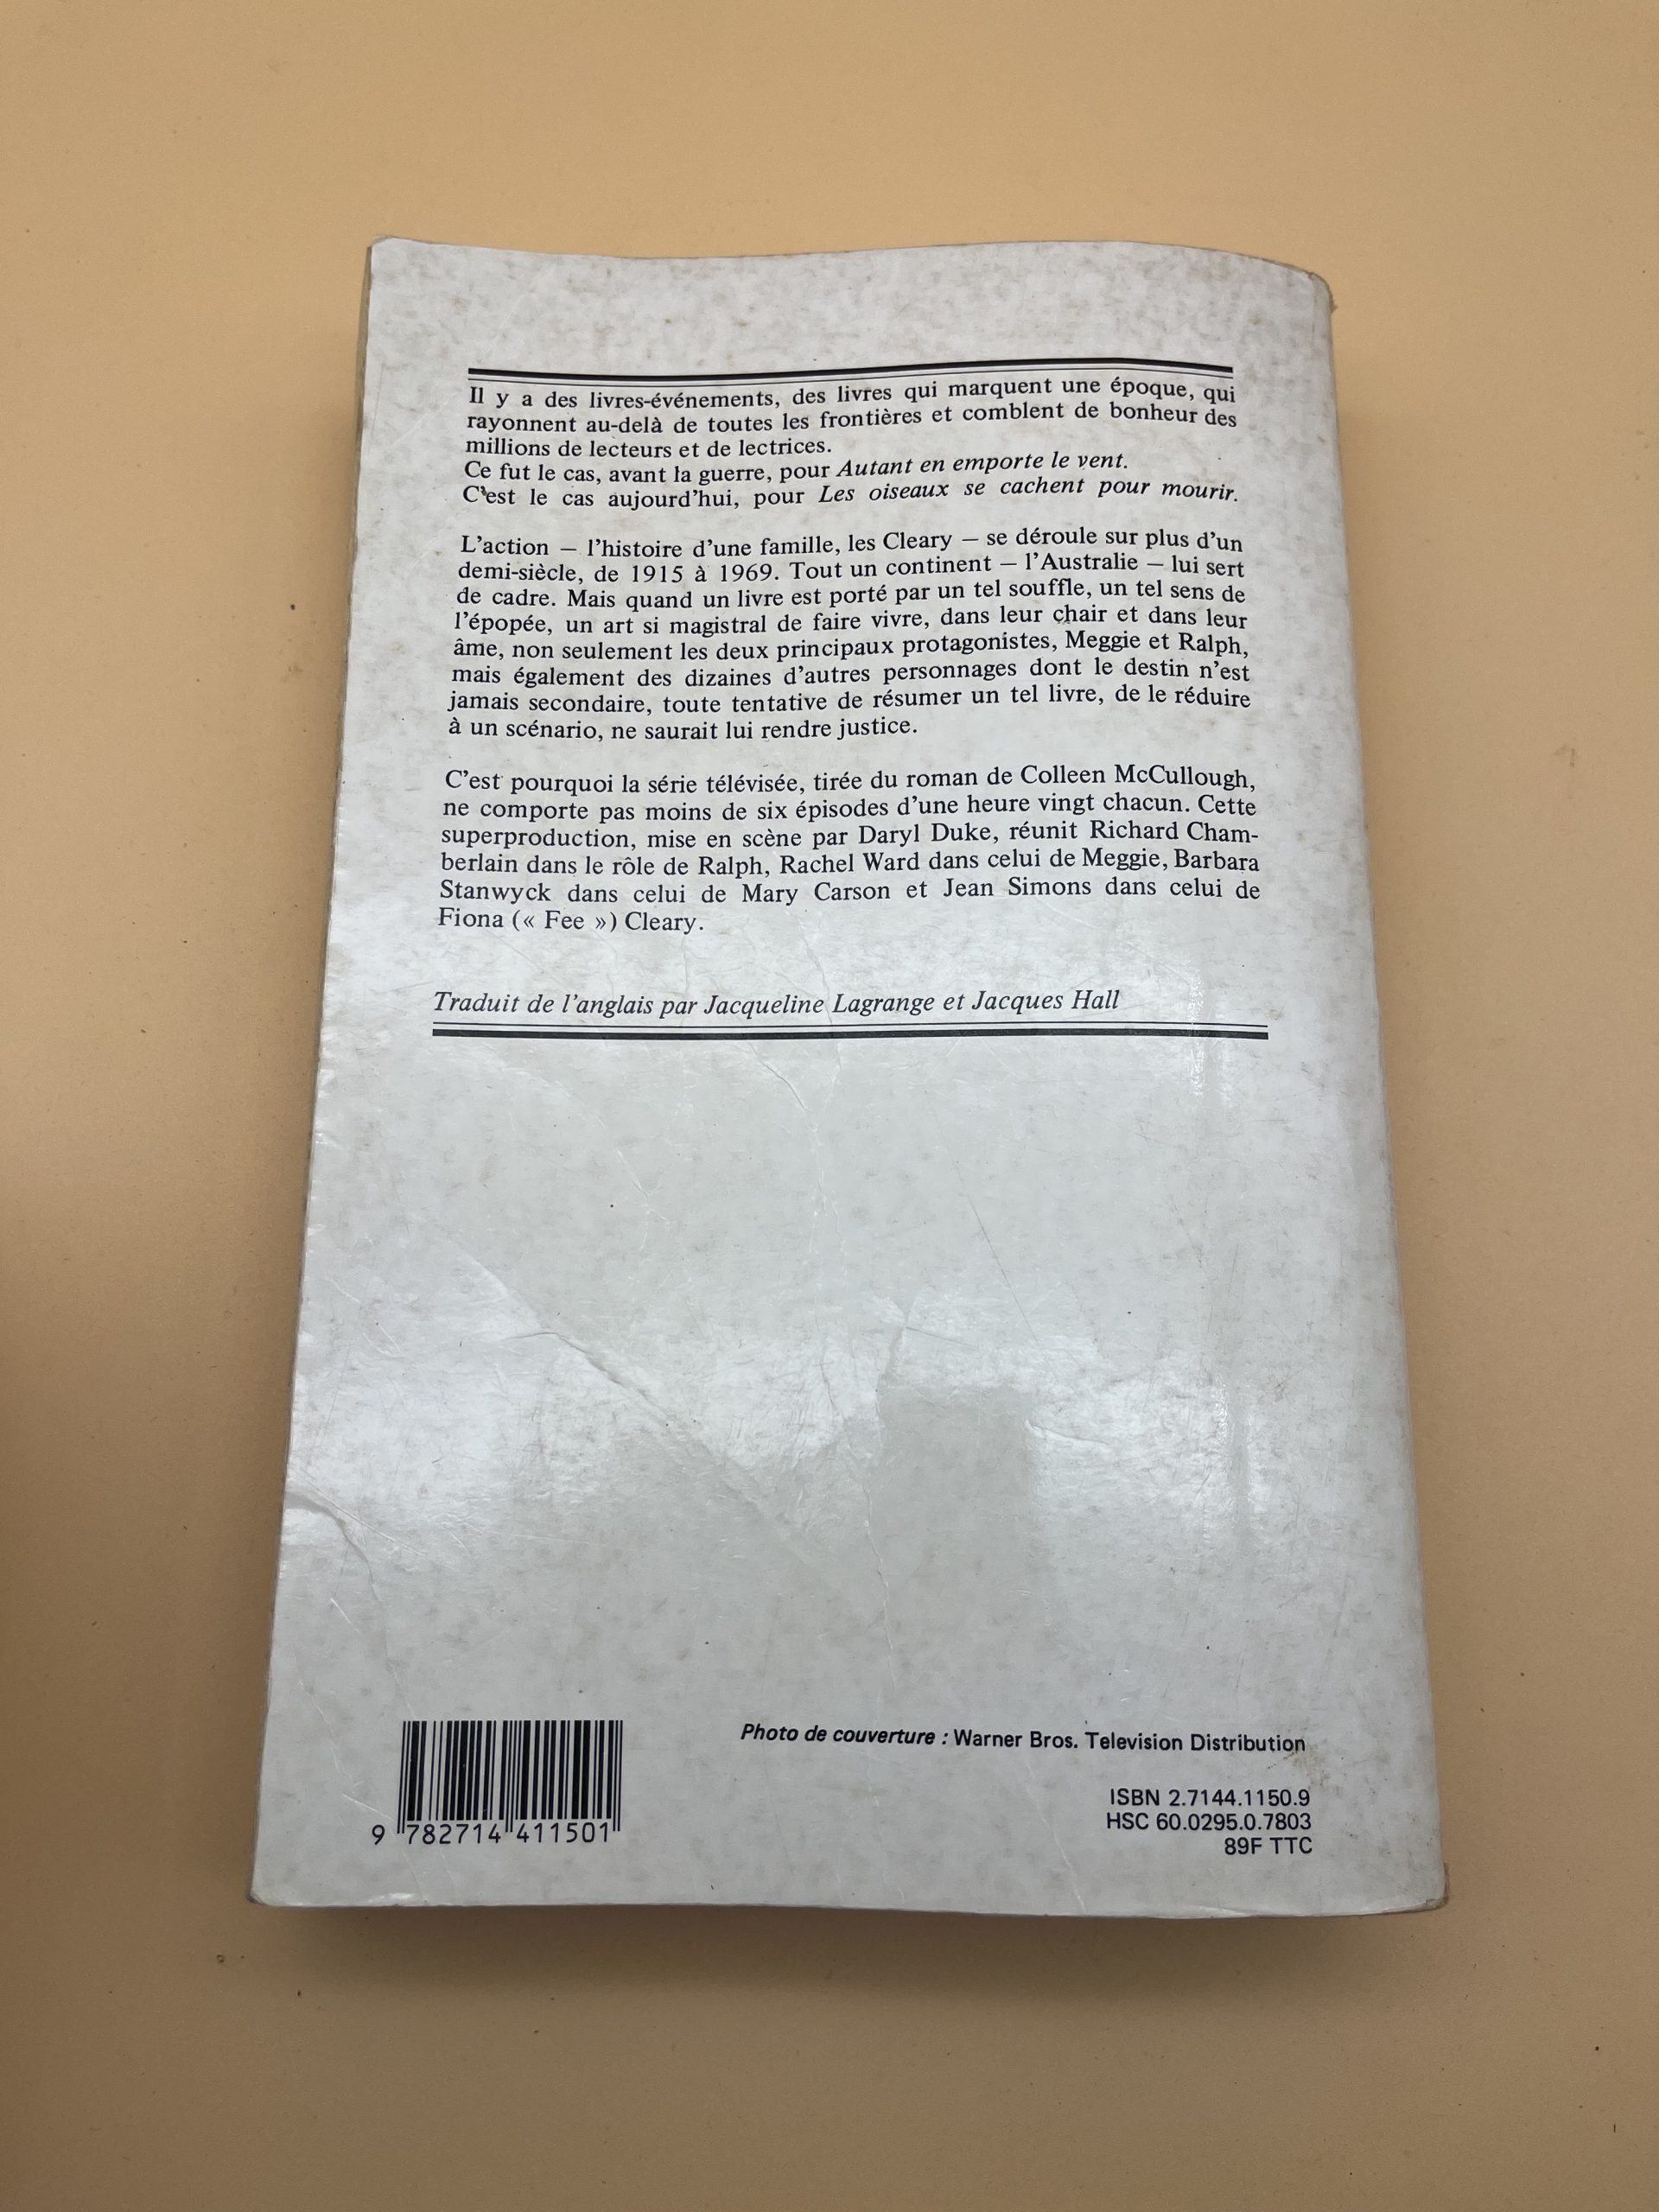 Il y a des livres-événements, des livres qui marquent une époque, qui
rayonnent au-delà de toutes les frontières et comblent de bonheur des
millions de lecteurs et de lectrices.
Ce fut le cas, avant la guerre, pour Autant en emporte le vent.
C'est le cas aujourd'hui, pour Les oiseaux se cachent pour mourir.
L'action — l'histoire d'une famille, les Cleary — se déroule sur plus d'un
demi-siècle, de 1915 à 1969. Tout un continent — l'Australie — lui sert
de cadre. Mais quand un livre est porté par un tel souffle, un tel sens de
l'épopée, un art si magistral de faire vivre, dans leur chair et dans leur
âme, non seulement les deux principaux protagonistes, Meggie et Ralph,
mais également des dizaines d'autres personnages dont le destin n'est
jamais secondaire, toute tentative de résumer un tel livre, de le réduire
à un scénario, ne saurait lui rendre justice.
C'est pourquoi la série télévisée, tirée du roman de Colleen McCullough,
ne comporte pas moins de six épisodes d'une heure vingt chacun. Cette
superproduction, mise en scène par Daryl Duke, réunit Richard Cham-
berlain dans le rôle de Ralph, Rachel Ward dans celui de Meggie, Barbara
Stanwyck dans celui de Mary Carson et Jean Simons dans celui de
Fiona (« Fee ») Cleary.
Traduit de l'anglais par Jacqueline Lagrange et Jacques Hall
Photo de couverture : Warner Bros. Television Distribution
ISBN 2.7144.1150.9
HSC 60.0295.0.7803
89F TTC
9 782714 411501